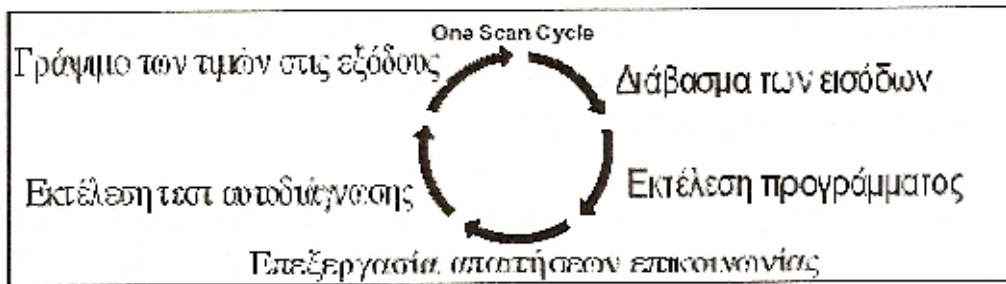 One Scan Cycle
Γράψιμο των τιμών στις εξόδους
Διάβασμα των εισόδων
Εκτέλεση τεστ αυτοδιάγνωσης
Εκτέλεση προγράμματος
Επεξεργασία απαιτήσεων επικοινωνίας